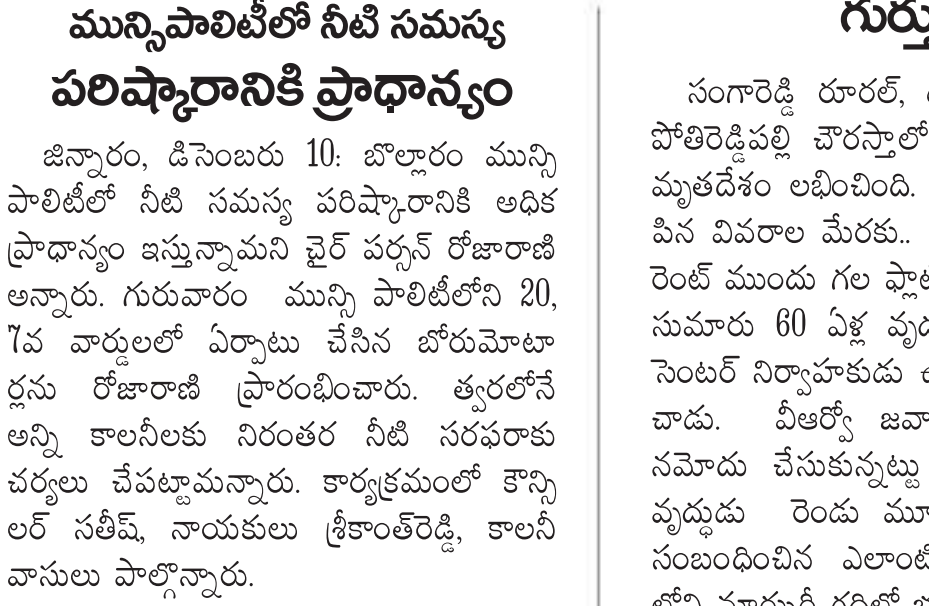 మున్సిపాలిటీలో నీటి సమస్య
పరిష్కారానికి ప్రాధాన్యం
జిన్నారం, డిసెంబరు 10: బొల్లారం మున్సి
పాలిటీలో నీటి సమస్య పరిష్కారానికి అధిక
ప్రాధాన్యం ఇస్తున్నామని చైర్ పర్సన్ రోజారాణి
అన్నారు. గురువారం మున్సి పాలిటీలోని 20,
7వ వార్డులలో ఏర్పాటు చేసిన బోరుమోటా
ర్లను రోజారాణి ప్రారంభించారు. త్వరలోనే
అన్ని కాలనీలకు నిరంతర నీటి సరఫరాకు
చర్యలు చేపట్టామన్నారు. కార్యక్రమంలో కౌన్సి
లర్ సతీష్, నాయకులు శ్రీకాంత్‌రెడ్డి, కాలనీ
వాసులు పాల్గొన్నారు.
సంగారెడ్డి రూరల్,
పోతిరెడ్డిపల్లి చౌరస్తాలో
మృతదేశం లభించింది.
పిన వివరాల మేరకు..
రెంట్ ముందు గల
సుమారు 60 ఏళ్ల
సెంటర్ నిర్వాహకుడు
చాడు. వీఆర్వో
నమోదు చేసుకున్నట్టు
వృద్ధుడు రెండు
సంబంధించిన